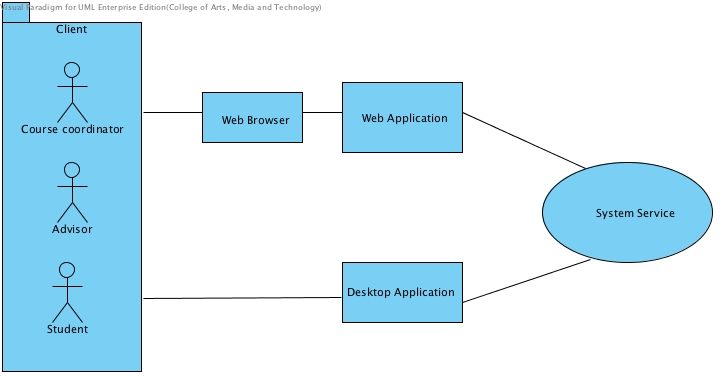 Visual Paradigm for UML Enterprise Edition(College of Arts, Media and Technology)
Client
Course coordinator
Web Browser
Web Application
Advisor
System Service
Student
Desktop Application